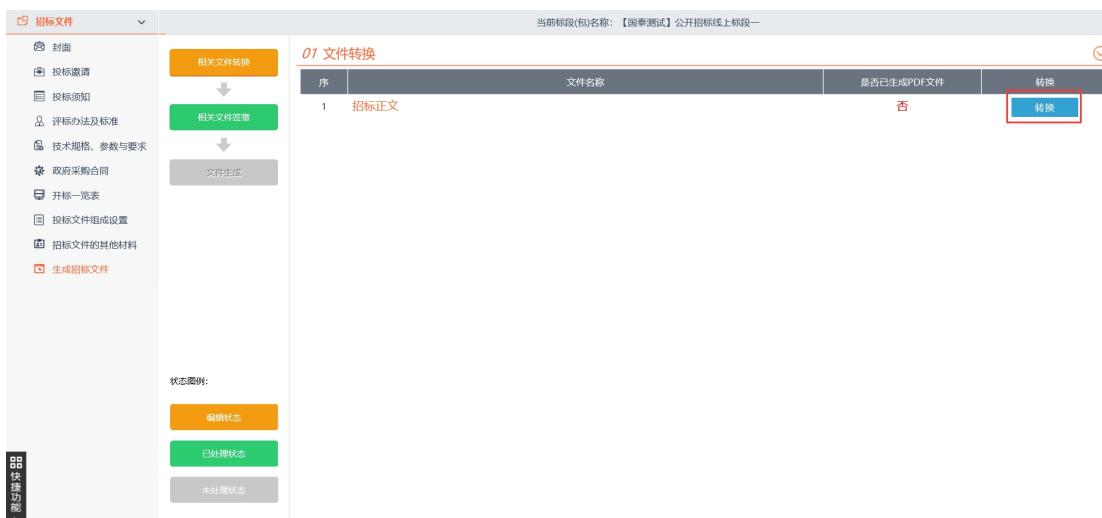 招标文件
当前标段(包)名称：【国泰测试】公开招标线上标段一
封面
投标邀请
投标须知
评标办法及标准
技术规格、参数与要求
政府采购合同
开标一览表
投标文件组成设置
招标文件的其他材料
生成招标文件
相关文件转换
相关文件签章
文件生成
状态图例：
编辑状态
已处理状态
未处理状态
01 文件转换
序 文件名称 是否已生成PDF文件 转换
1 招标正文 否 转换
快捷功能